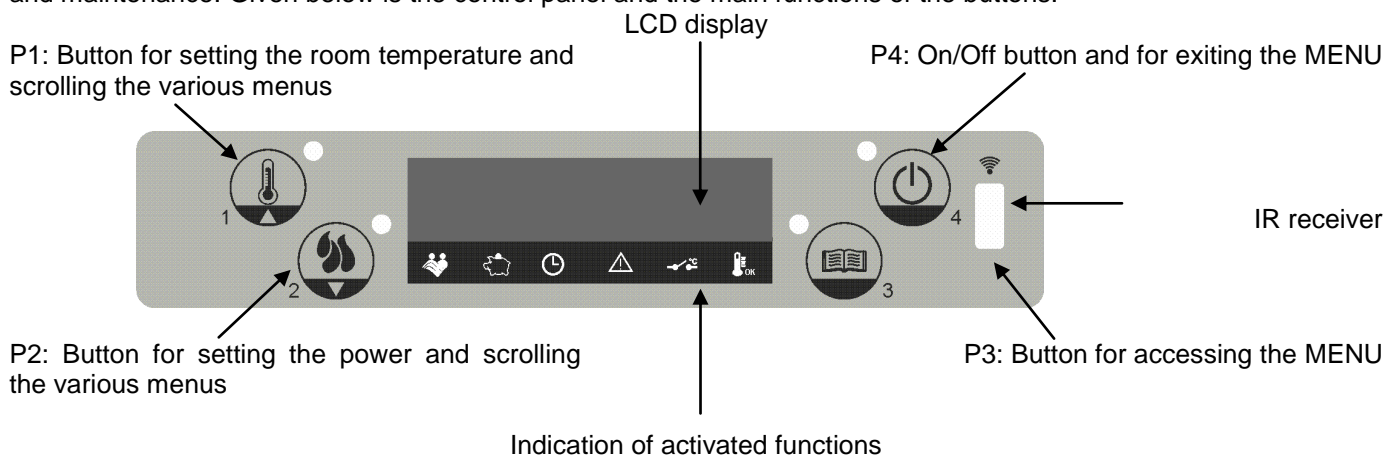 and maintenance. Given below is the control panel and the main functions of the buttons.
LCD display
P1: Button for setting the room temperature and
scrolling the various menus
P4: On/Off button and for exiting the MENU
1
4
IR receiver
°C
OK
2
3
P2: Button for setting the power and scrolling
the various menus
P3: Button for accessing the MENU
Indication of activated functions